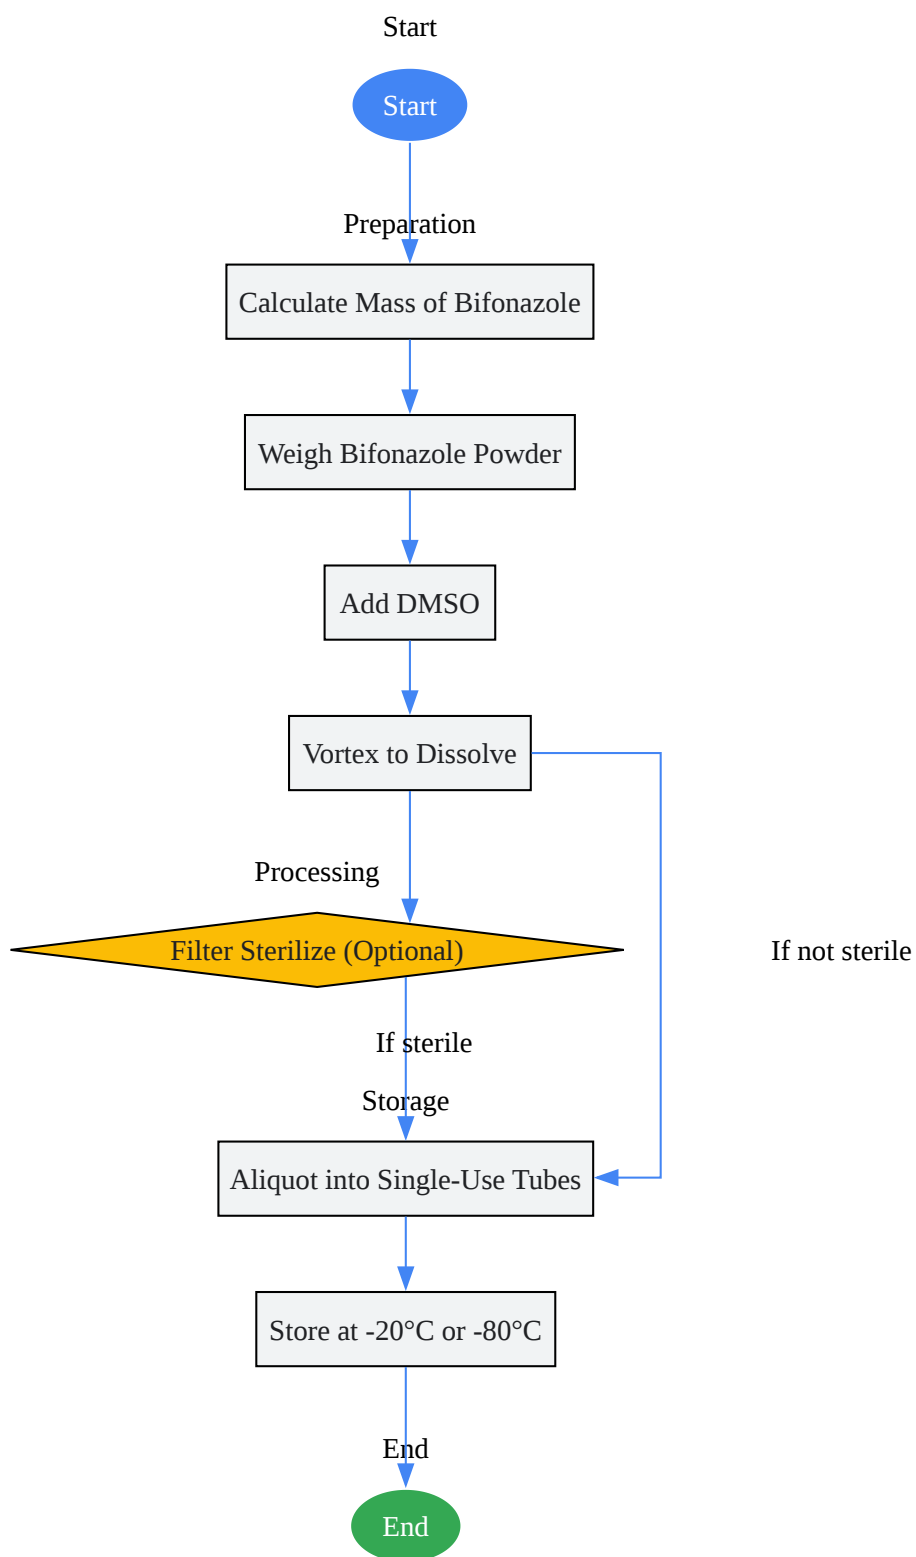 Start
Start
Preparation
Calculate Mass of Bifonazole
Weigh Bifonazole Powder
Add DMSO
Vortex to Dissolve
Processing
Filter Sterilize (Optional)
If not sterile
If sterile
Storage
Aliquot into Single-Use Tubes
Store at -20°C or -80°C
End
End